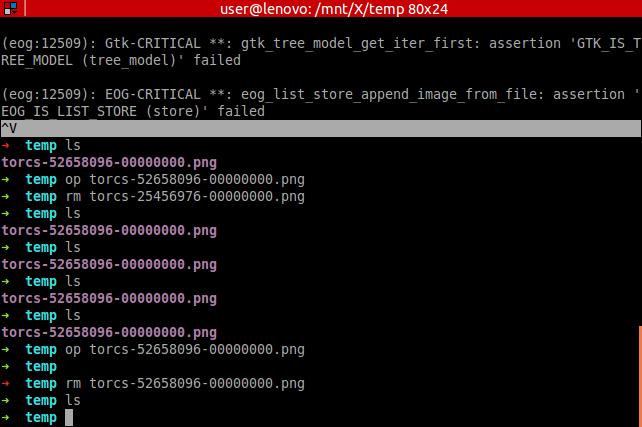 user@lenovo: /mnt/X/temp 80x24
(eog:12509): Gtk-CRITICAL **: gtk_tree_model_get_iter_first: assertion 'GTK_IS_T
REE_MODEL (tree_model)' failed
(eog:12509): EOG-CRITICAL **: eog_list_store_append_image_from_file: assertion '
EOG_IS_LIST_STORE (store)' failed
^V
➜  temp ls
torcs-52658096-00000000.png
➜  temp op torcs-52658096-00000000.png
➜  temp rm torcs-25456976-00000000.png
➜  temp ls
torcs-52658096-00000000.png
➜  temp ls
torcs-52658096-00000000.png
➜  temp ls
torcs-52658096-00000000.png
➜  temp ls
torcs-52658096-00000000.png
➜  temp op torcs-52658096-00000000.png
➜  temp
➜  temp rm torcs-52658096-00000000.png
➜  temp ls
➜  temp